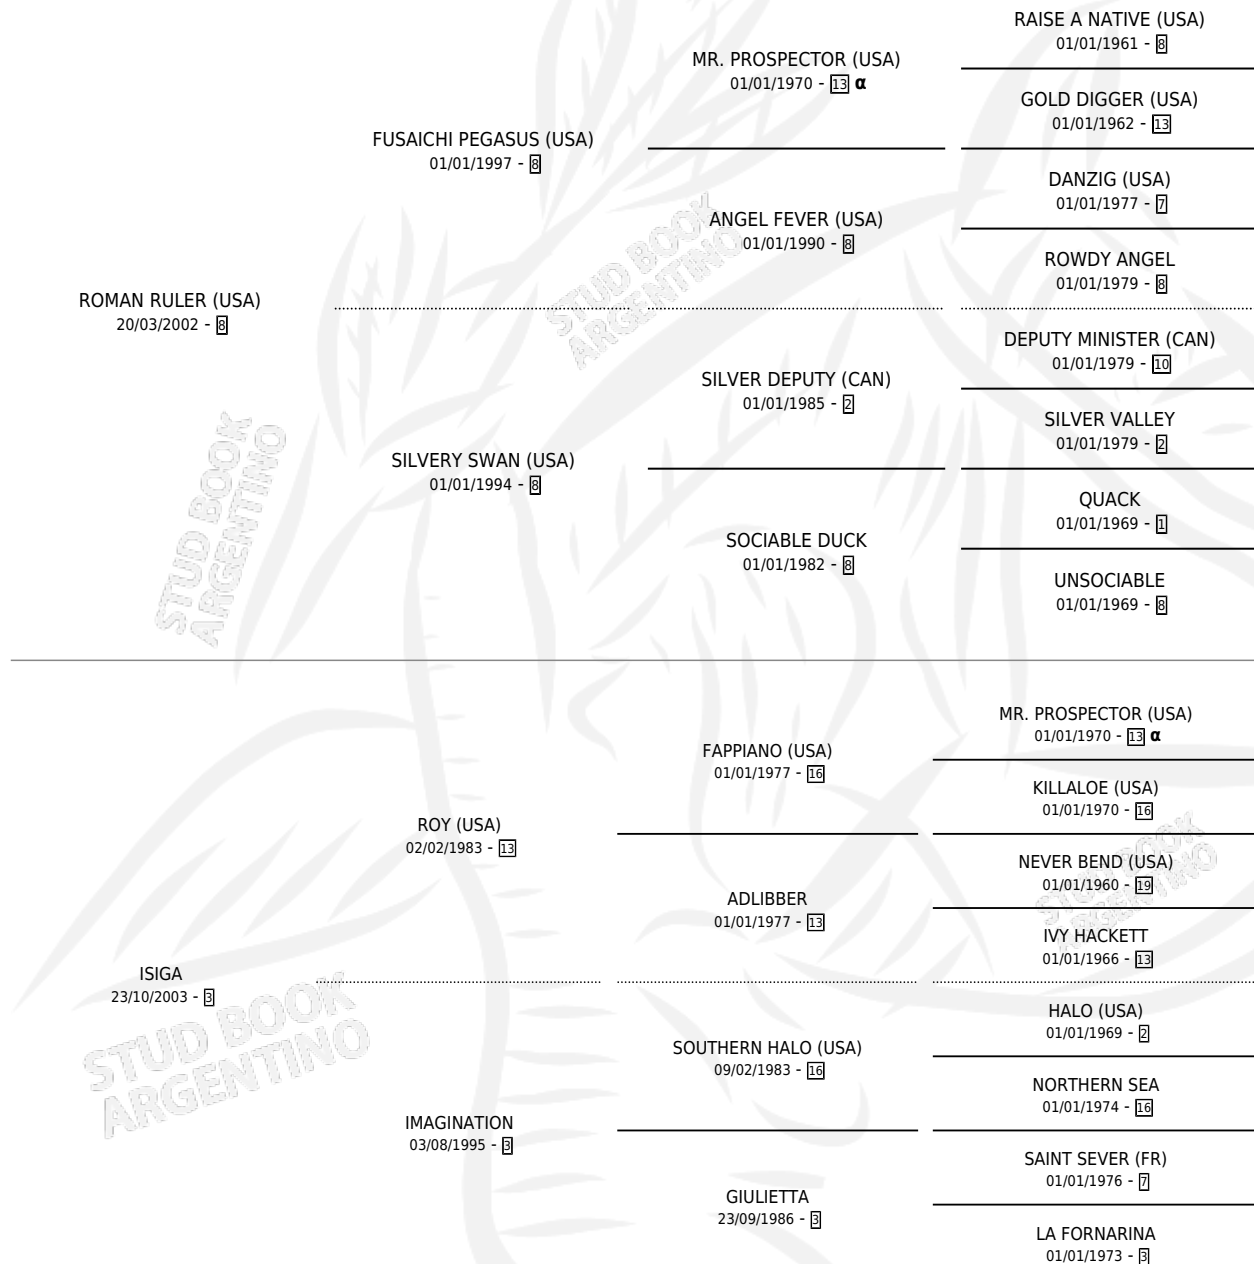 RAISE A NATIVE (USA)
01/01/1961 - 8
MR. PROSPECTOR (USA)
01/01/1970 - 13 α
GOLD DIGGER (USA)
01/01/1962 - 13
FUSAICHI PEGASUS (USA)
01/01/1997 - 8
DANZIG (USA)
01/01/1977 - 7
ANGEL FEVER (USA)
01/01/1990 - 8
ROWDY ANGEL
01/01/1979 - 8
ROMAN RULER (USA)
20/03/2002 - 8
DEPUTY MINISTER (CAN)
01/01/1979 - 10
SILVER DEPUTY (CAN)
01/01/1985 - 2
SILVER VALLEY
01/01/1979 - 2
SILVERY SWAN (USA)
01/01/1994 - 8
QUACK
01/01/1969 - 1
SOCIABLE DUCK
01/01/1982 - 8
UNSOCIABLE
01/01/1969 - 8
MR. PROSPECTOR (USA)
01/01/1970 - 13 α
FAPPIANO (USA)
01/01/1977 - 16
KILLALOE (USA)
01/01/1970 - 16
ROY (USA)
02/02/1983 - 13
NEVER BEND (USA)
01/01/1960 - 19
ADLIBBER
01/01/1977 - 13
IVY HACKETT
01/01/1966 - 13
ISIGA
23/10/2003 - 3
HALO (USA)
01/01/1969 - 2
SOUTHERN HALO (USA)
09/02/1983 - 16
NORTHERN SEA
01/01/1974 - 16
IMAGINATION
03/08/1995 - 3
SAINT SEVER (FR)
01/01/1976 - 7
GIULIETTA
23/09/1986 - 3
LA FORNARINA
01/01/1973 - 3
STUD BOOK
ARGENTINO
STUD BOOK
ARGENTINO
STUD BOOK
ARGENTINO
STUD BOOK
ARGENTINO